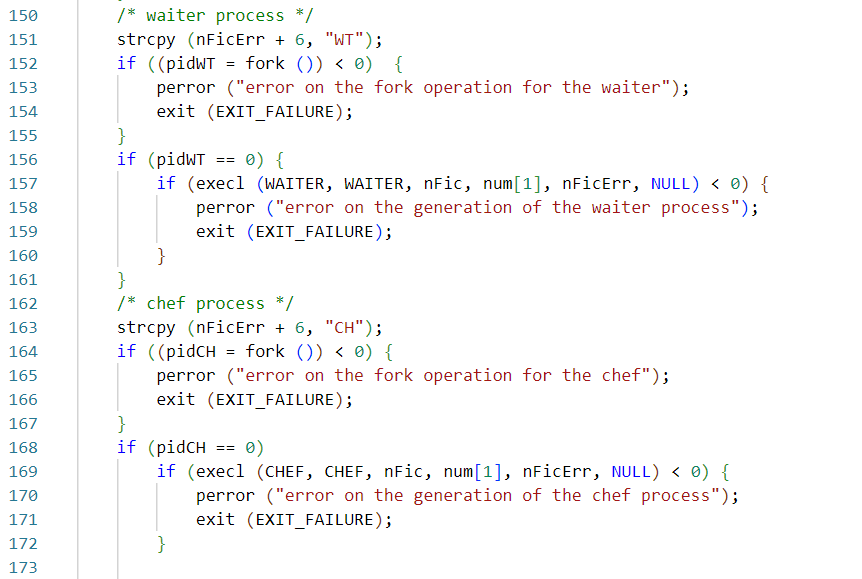 150 /* waiter process */
151 strcpy (nFicErr + 6, "WT");
152 if ((pidWT = fork ()) < 0)  {
153     perror ("error on the fork operation for the waiter");
154     exit (EXIT_FAILURE);
155 }
156 if (pidWT == 0) {
157     if (execl (WAITER, WAITER, nFic, num[1], nFicErr, NULL) < 0) {
158         perror ("error on the generation of the waiter process");
159         exit (EXIT_FAILURE);
160     }
161 }
162 /* chef process */
163 strcpy (nFicErr + 6, "CH");
164 if ((pidCH = fork ()) < 0) {
165     perror ("error on the fork operation for the chef");
166     exit (EXIT_FAILURE);
167 }
168 if (pidCH == 0)
169     if (execl (CHEF, CHEF, nFic, num[1], nFicErr, NULL) < 0) {
170         perror ("error on the generation of the chef process");
171         exit (EXIT_FAILURE);
172     }
173